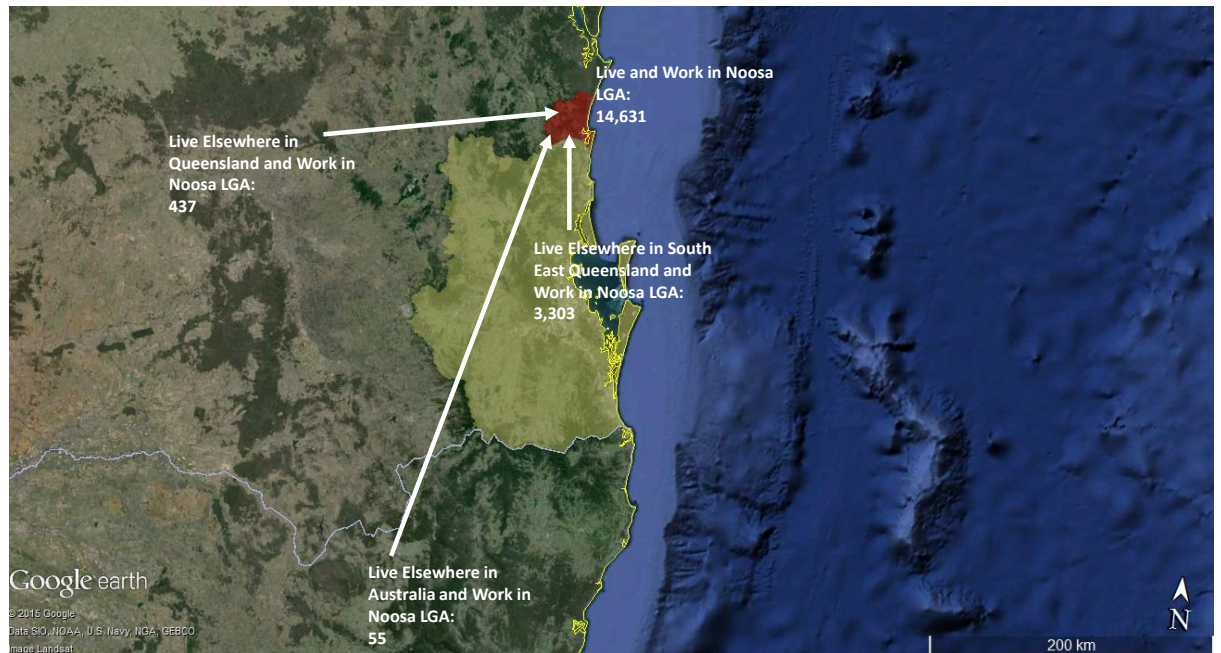 Live and Work in Noosa
LGA:
14,631
Live Elsewhere in
Queensland and Work in
Noosa LGA:
437
Live Elsewhere in South
East Queensland and
Work in Noosa LGA:
3,303
Live Elsewhere in
Australia and Work in
Noosa LGA:
55
Google earth
© 2015 Google
Data SIO, NOAA, U.S. Navy, NGA, GEBCO
Image Landsat
N
200 km